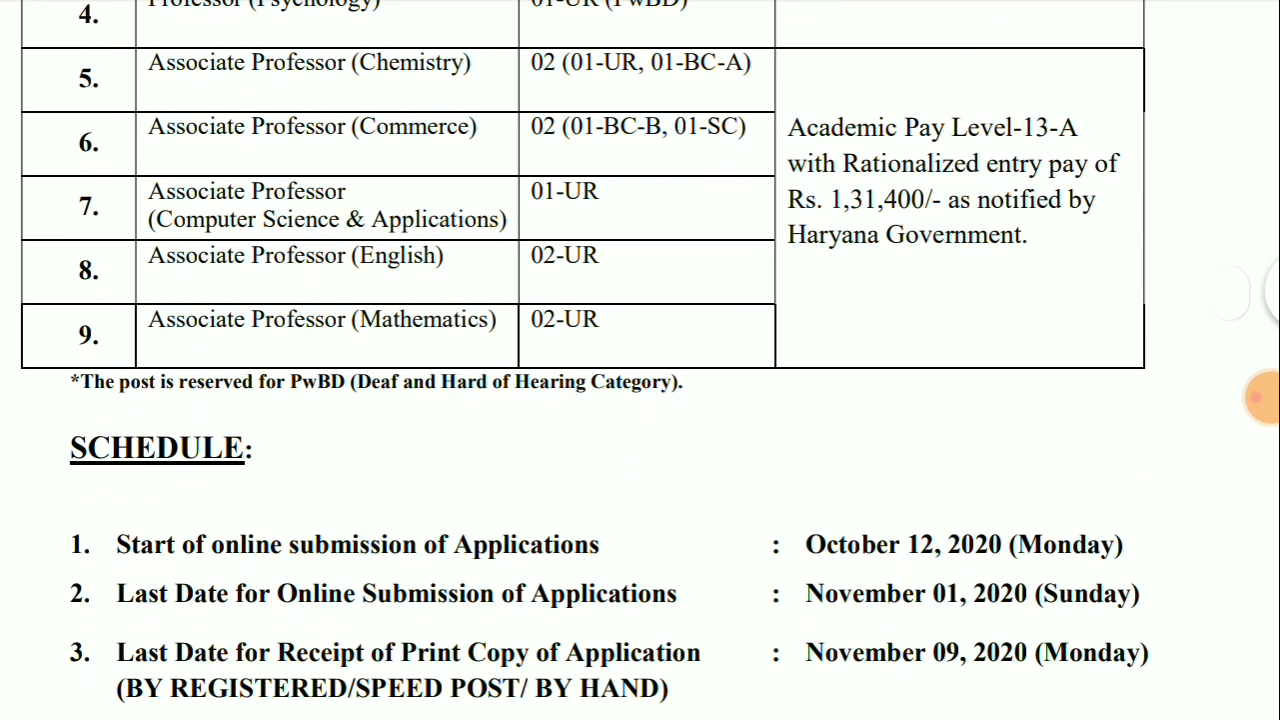 4.
Professor (Psychology)
01-UR (PwBD)
5.
Associate Professor (Chemistry)
02 (01-UR, 01-BC-A)
Academic Pay Level-13-A
with Rationalized entry pay of
Rs. 1,31,400/- as notified by
Haryana Government.
6.
Associate Professor (Commerce)
02 (01-BC-B, 01-SC)
7.
Associate Professor
(Computer Science & Applications)
01-UR
8.
Associate Professor (English)
02-UR
9.
Associate Professor (Mathematics)
02-UR
*The post is reserved for PwBD (Deaf and Hard of Hearing Category).
SCHEDULE:
1. Start of online submission of Applications : October 12, 2020 (Monday)
2. Last Date for Online Submission of Applications : November 01, 2020 (Sunday)
3. Last Date for Receipt of Print Copy of Application : November 09, 2020 (Monday)
(BY REGISTERED/SPEED POST/ BY HAND)